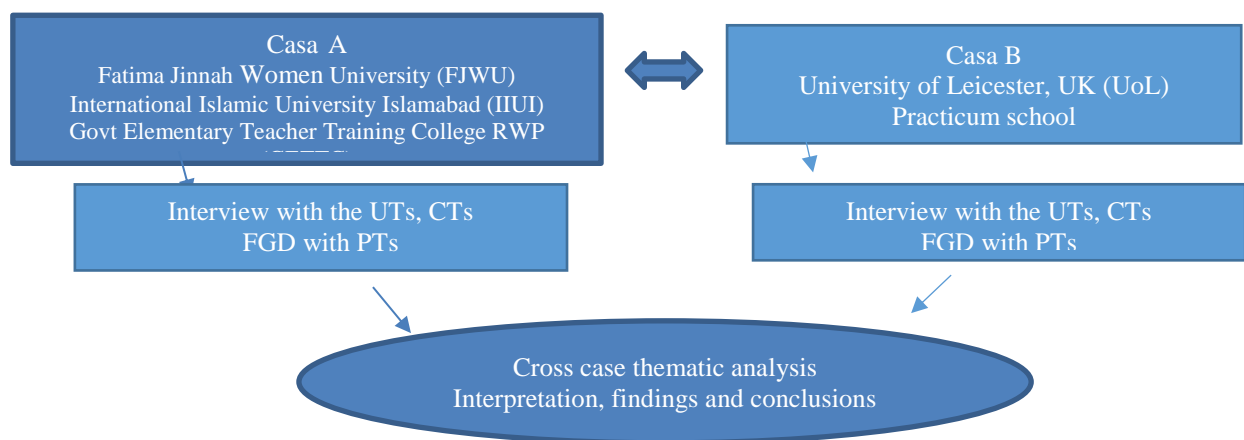 Casa A
Fatima Jinnah Women University (FJWU)
International Islamic University Islamabad (IIUI)
Govt Elementary Teacher Training College RWP
Casa B
University of Leicester, UK (UoL)
Practicum school
Interview with the UTs, CTs
FGD with PTs
Interview with the UTs, CTs
FGD with PTs
Cross case thematic analysis
Interpretation, findings and conclusions